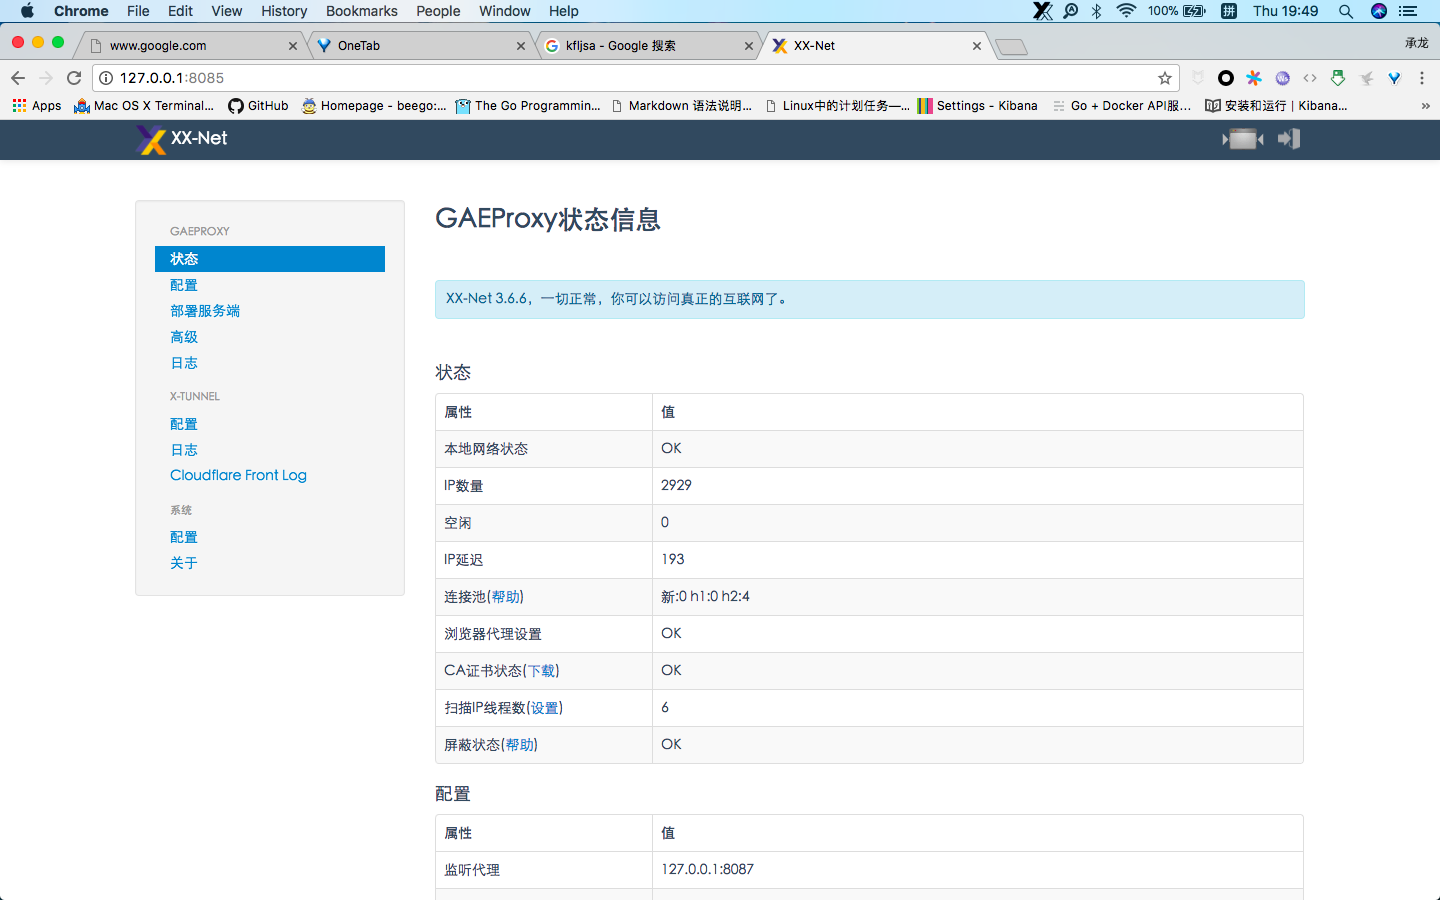 Chrome File Edit View History Bookmarks People Window Help 100% 拼 Thu 19:49
www.google.com OneTab kfljsa - Google 搜索 XX-Net 承龙
127.0.0.1:8085
Apps Mac OS X Terminal... GitHub Homepage - beego:... The Go Programmin... Markdown 语法说明... Linux中的计划任务—... Settings - Kibana Go + Docker API服... 安装和运行 | Kibana... »
XX-Net
GAEPROXY
状态
配置
部署服务端
高级
日志
X-TUNNEL
配置
日志
Cloudflare Front Log
系统
配置
关于
GAEProxy状态信息
XX-Net 3.6.6，一切正常，你可以访问真正的互联网了。
状态
属性 值
本地网络状态 OK
IP数量 2929
空闲 0
IP延迟 193
连接池(帮助) 新:0 h1:0 h2:4
浏览器代理设置 OK
CA证书状态(下载) OK
扫描IP线程数(设置) 6
屏蔽状态(帮助) OK
配置
属性 值
监听代理 127.0.0.1:8087